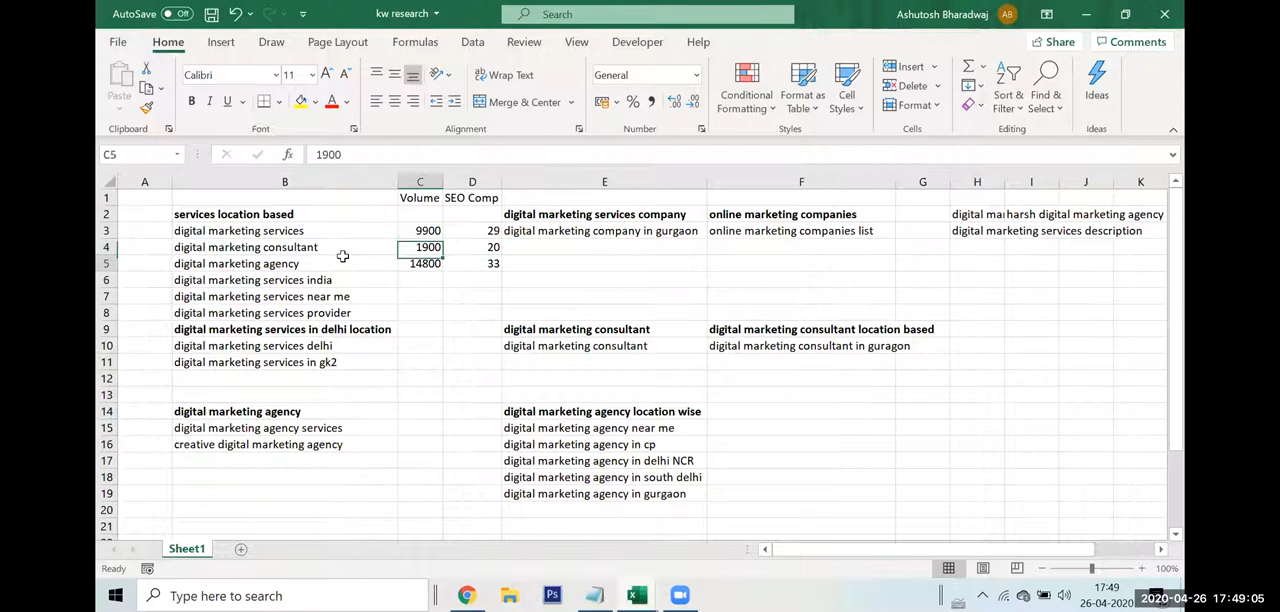 AutoSave Off kw research Search Ashutosh Bharadwaj AB
File Home Insert Draw Page Layout Formulas Data Review View Developer Help Share Comments
Paste Calibri 11 Wrap Text General Conditional Formatting Format as Table Cell Styles Insert Sort & Filter Find & Select Ideas
B I U Merge & Center Delete
Format
Clipboard Font Alignment Number Styles Cells Editing Ideas
C5 fx 1900
A B C D E F G H I J K
1 Volume SEO Comp
2 services location based digital marketing services company online marketing companies digital mar harsh digital marketing agency
3 digital marketing services 9900 29 digital marketing company in gurgaon online marketing companies list digital marketing services description
4 digital marketing consultant 1900 20
5 digital marketing agency 14800 33
6 digital marketing services india
7 digital marketing services near me
8 digital marketing services provider
9 digital marketing services in delhi location digital marketing consultant digital marketing consultant location based
10 digital marketing services delhi digital marketing consultant digital marketing consultant in guragon
11 digital marketing services in gk2
12
13
14 digital marketing agency digital marketing agency location wise
15 digital marketing agency services digital marketing agency near me
16 creative digital marketing agency digital marketing agency in cp
17 digital marketing agency in delhi NCR
18 digital marketing agency in south delhi
19 digital marketing agency in gurgaon
20
21
Sheet1
Ready 100%
Type here to search Ps 17:49
26-04-2020
2020-04-26 17:49:05